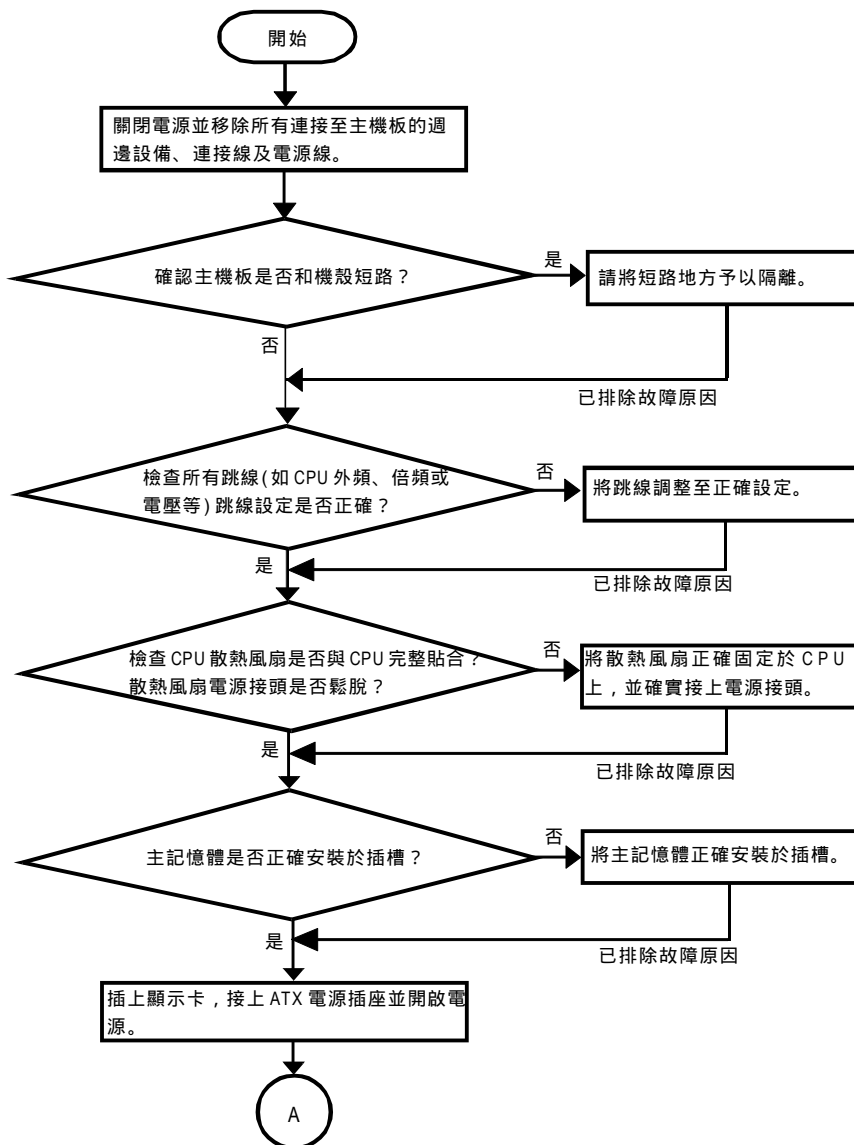 開始
關閉電源並移除所有連接至主機板的週
邊設備、連接線及電源線。
確認主機板是否和機殼短路？
是
請將短路地方予以隔離。
否
已排除故障原因
檢查所有跳線(如 CPU 外頻、倍頻或
電壓等) 跳線設定是否正確？
否
將跳線調整至正確設定。
是
已排除故障原因
檢查 CPU 散熱風扇是否與 CPU 完整貼合？
散熱風扇電源接頭是否鬆脫？
否
將散熱風扇正確固定於 CPU
上，並確實接上電源接頭。
是
已排除故障原因
主記憶體是否正確安裝於插槽？
否
將主記憶體正確安裝於插槽。
是
已排除故障原因
插上顯示卡，接上 ATX 電源插座並開啟電
源。
A